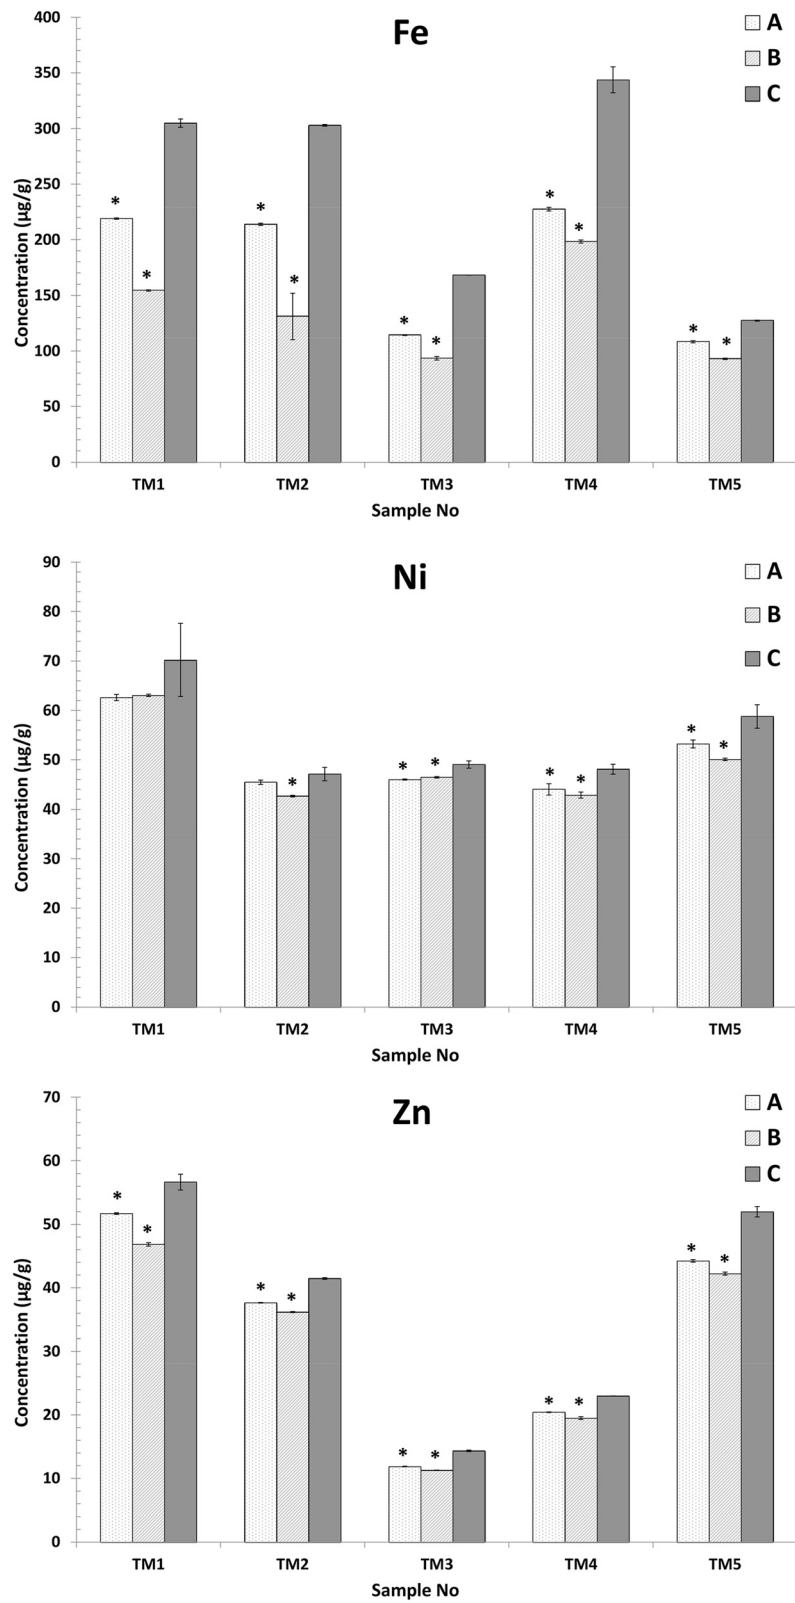 Fe
A
B
C
Concentration (µg/g)
400
350
300
250
200
150
100
50
0
* * * * * * * * * *
TM1 TM2 TM3 TM4 TM5
Sample No
Ni
A
B
C
Concentration (µg/g)
90
80
70
60
50
40
30
20
10
0
* * * * * * *
TM1 TM2 TM3 TM4 TM5
Sample No
Zn
A
B
C
Concentration (µg/g)
70
60
50
40
30
20
10
0
* * * * * * * * * *
TM1 TM2 TM3 TM4 TM5
Sample No